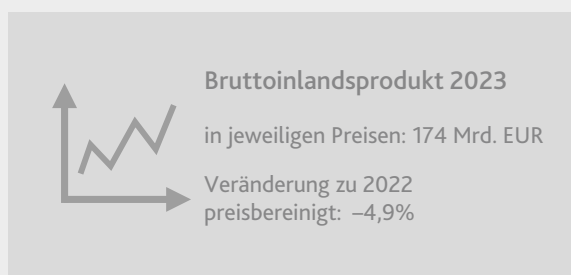 Bruttoinlandsprodukt 2023
in jeweiligen Preisen: 174 Mrd. EUR
Veränderung zu 2022
preisbereinigt: –4,9%